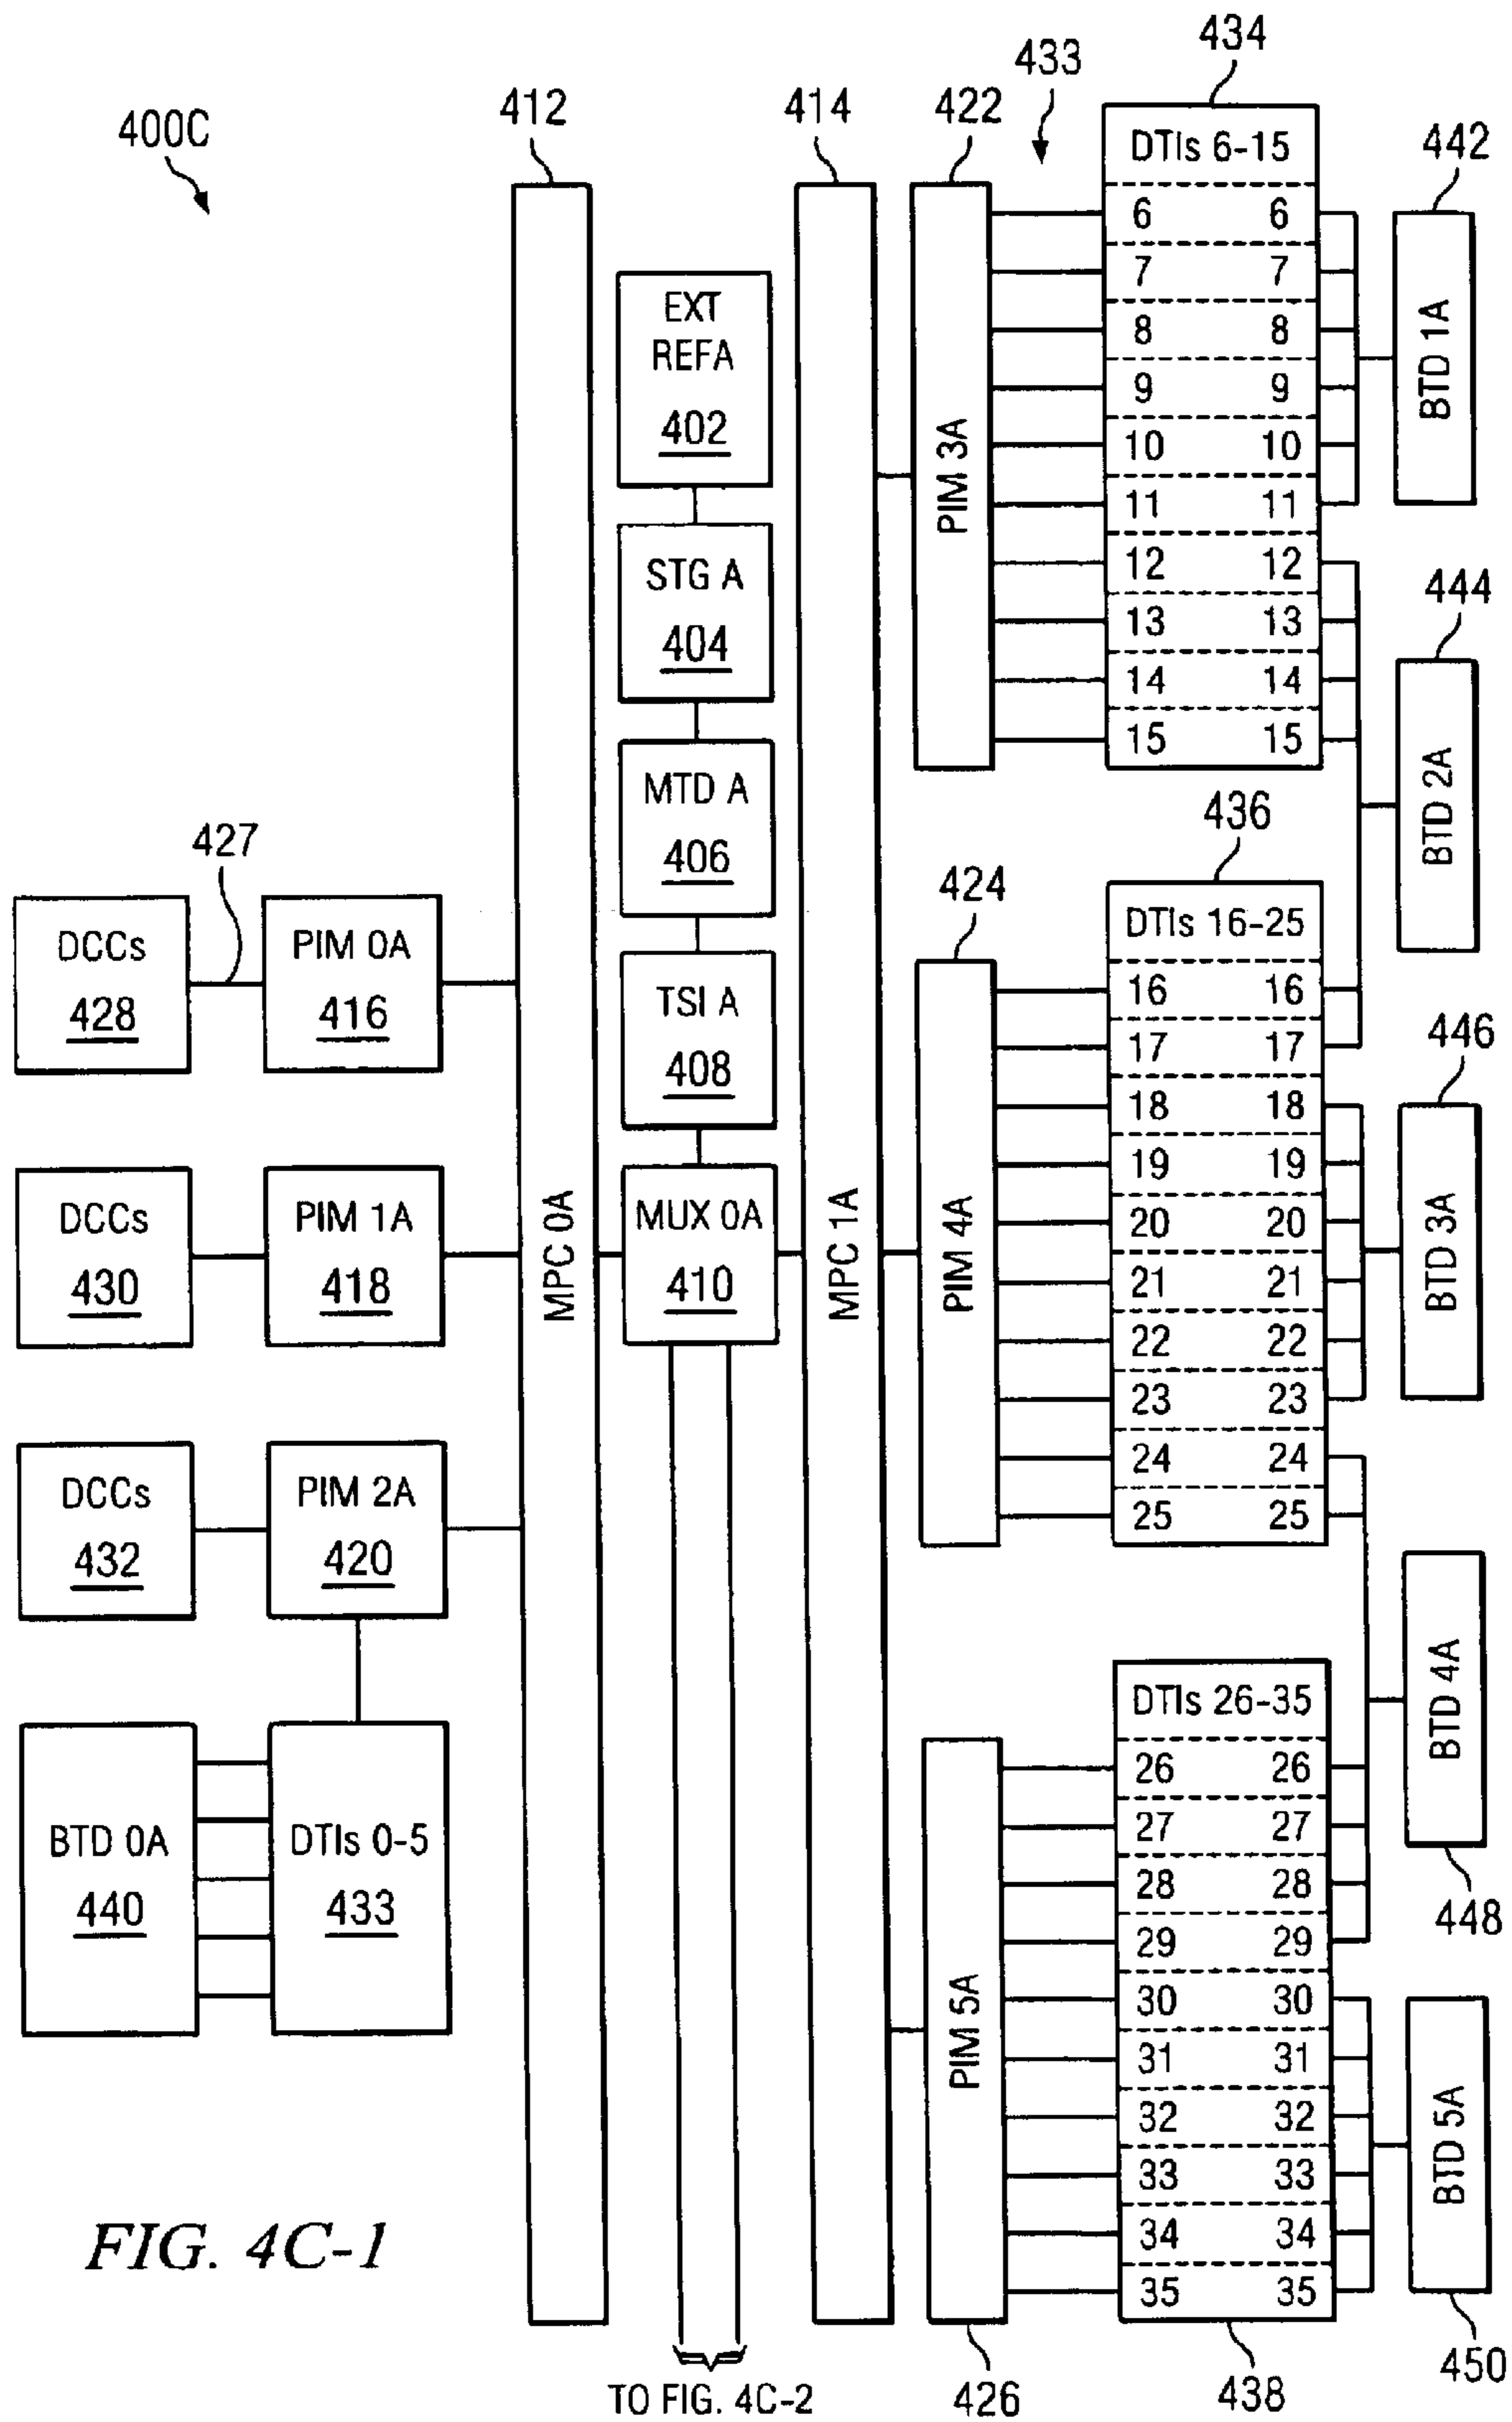 400C
412
EXT
REFA
402
STG A
404
MTD A
406
TSI A
408
MUX 0A
410
MPC 0A
427
DCCs
428
PIM 0A
416
DCCs
430
PIM 1A
418
DCCs
432
PIM 2A
420
BTD 0A
440
DTIs 0-5
433
414
MPC 1A
422
PIM 3A
433
434
DTIs 6-15
6 6
7 7
8 8
9 9
10 10
11 11
12 12
13 13
14 14
15 15
442
BTD 1A
444
BTD 2A
424
PIM 4A
436
DTIs 16-25
16 16
17 17
18 18
19 19
20 20
21 21
22 22
23 23
24 24
25 25
446
BTD 3A
BTD 4A
448
PIM 5A
426
DTIs 26-35
26 26
27 27
28 28
29 29
30 30
31 31
32 32
33 33
34 34
35 35
438
BTD 5A
450
TO FIG. 4C-2
FIG. 4C-1